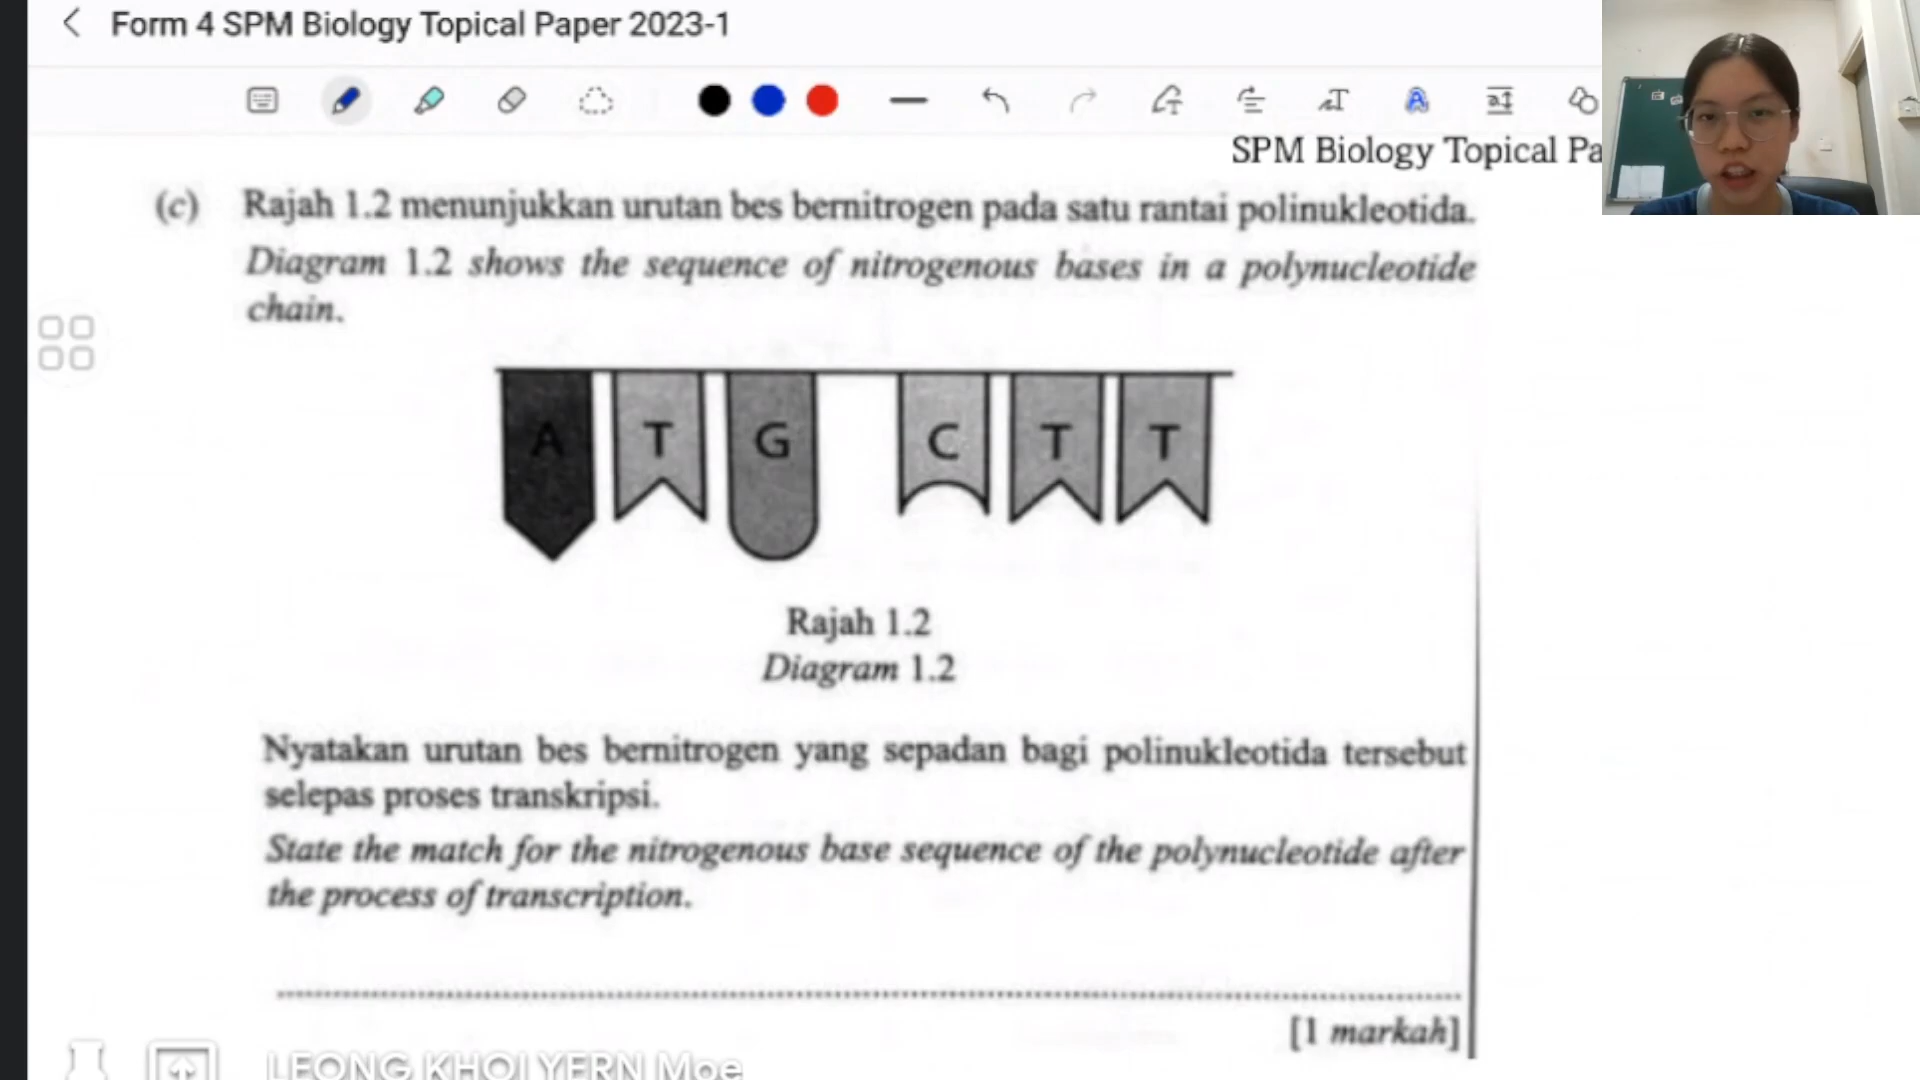 Form 4 SPM Biology Topical Paper 2023-1
SPM Biology Topical Pa
(c) Rajah 1.2 menunjukkan urutan bes bernitrogen pada satu rantai polinukleotida.
Diagram 1.2 shows the sequence of nitrogenous bases in a polynucleotide
chain.
A T G C T T
Rajah 1.2
Diagram 1.2
Nyatakan urutan bes bernitrogen yang sepadan bagi polinukleotida tersebut
selepas proses transkripsi.
State the match for the nitrogenous base sequence of the polynucleotide after
the process of transcription.
[1 markah]
LEONG KHOI YERN Moe